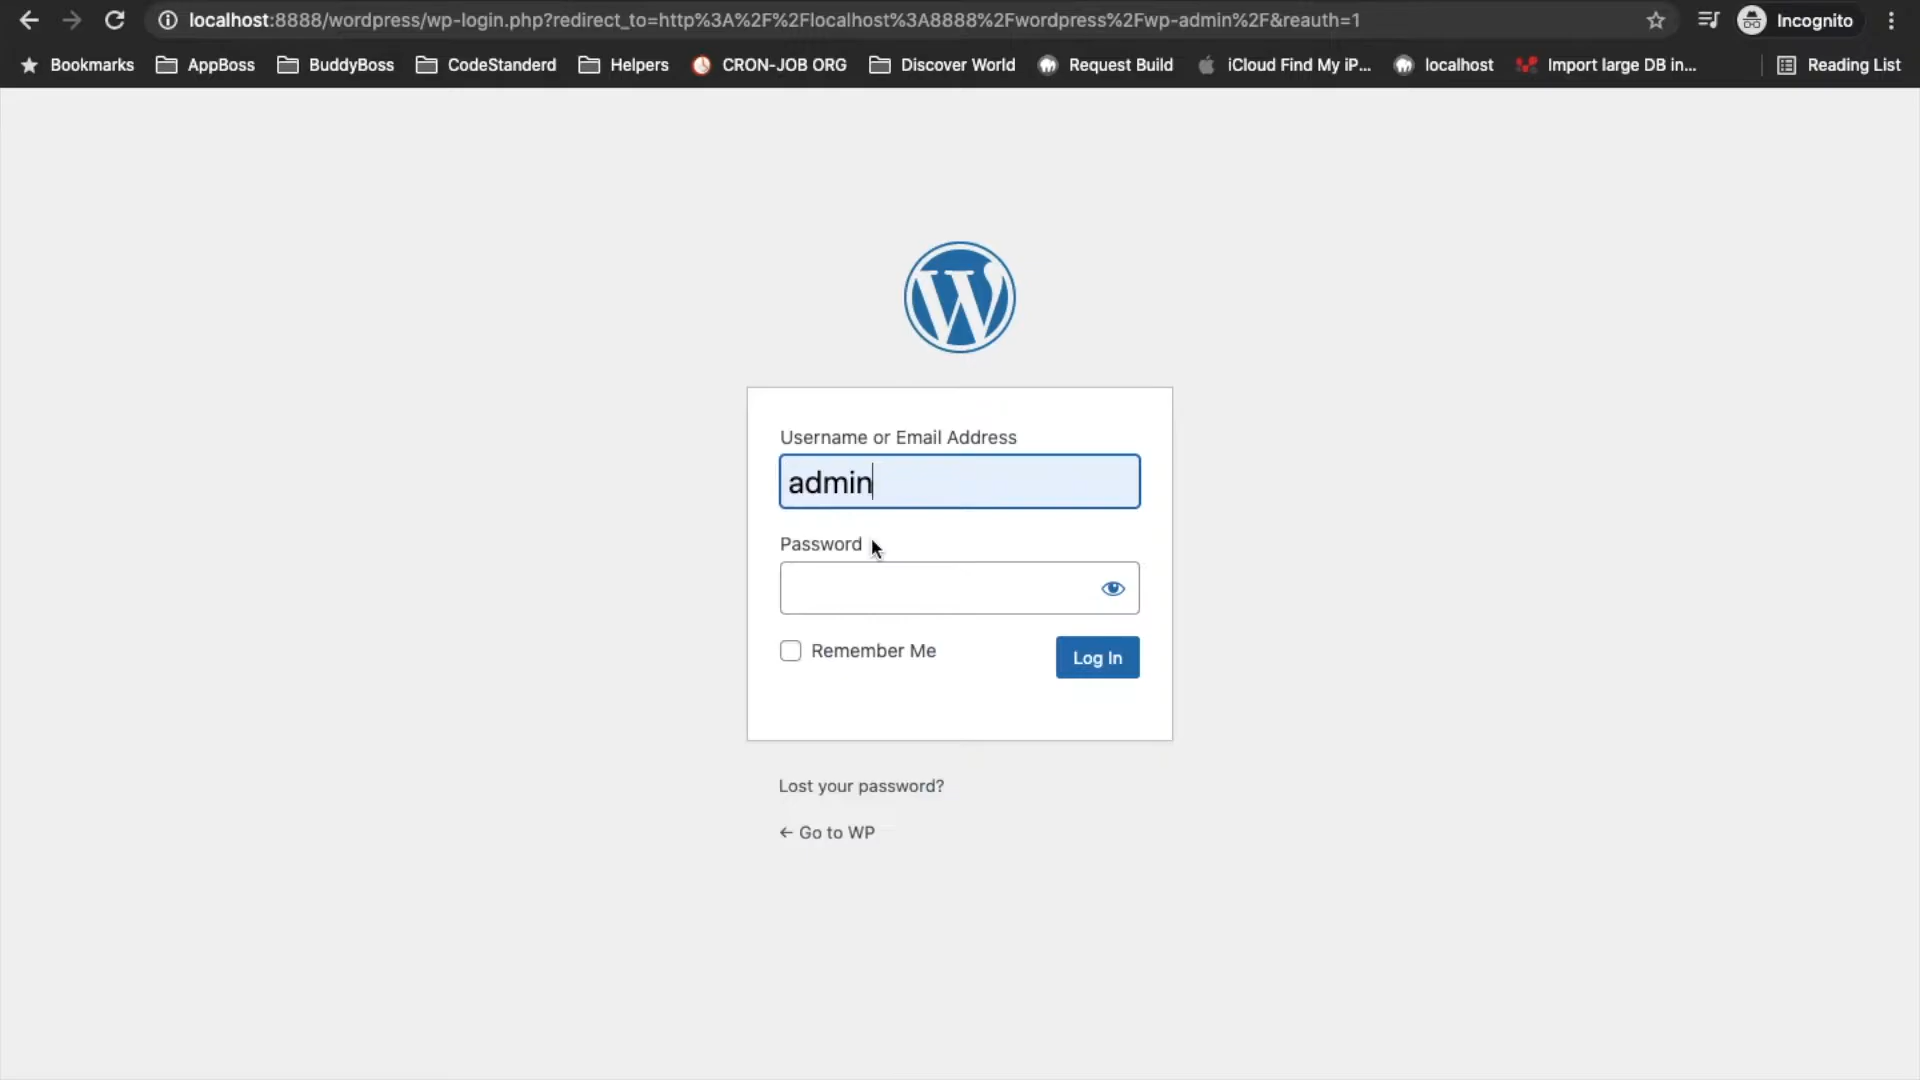 localhost:8888/wordpress/wp-login.php?redirect_to=http%3A%2F%2Flocalhost%3A8888%2Fwordpress%2Fwp-admin%2F&reauth=1
Incognito
Bookmarks AppBoss BuddyBoss CodeStanderd Helpers CRON-JOB ORG Discover World Request Build iCloud Find My iP... localhost Import large DB in... Reading List
W
Username or Email Address
admin
Password
Remember Me
Log In
Lost your password?
← Go to WP